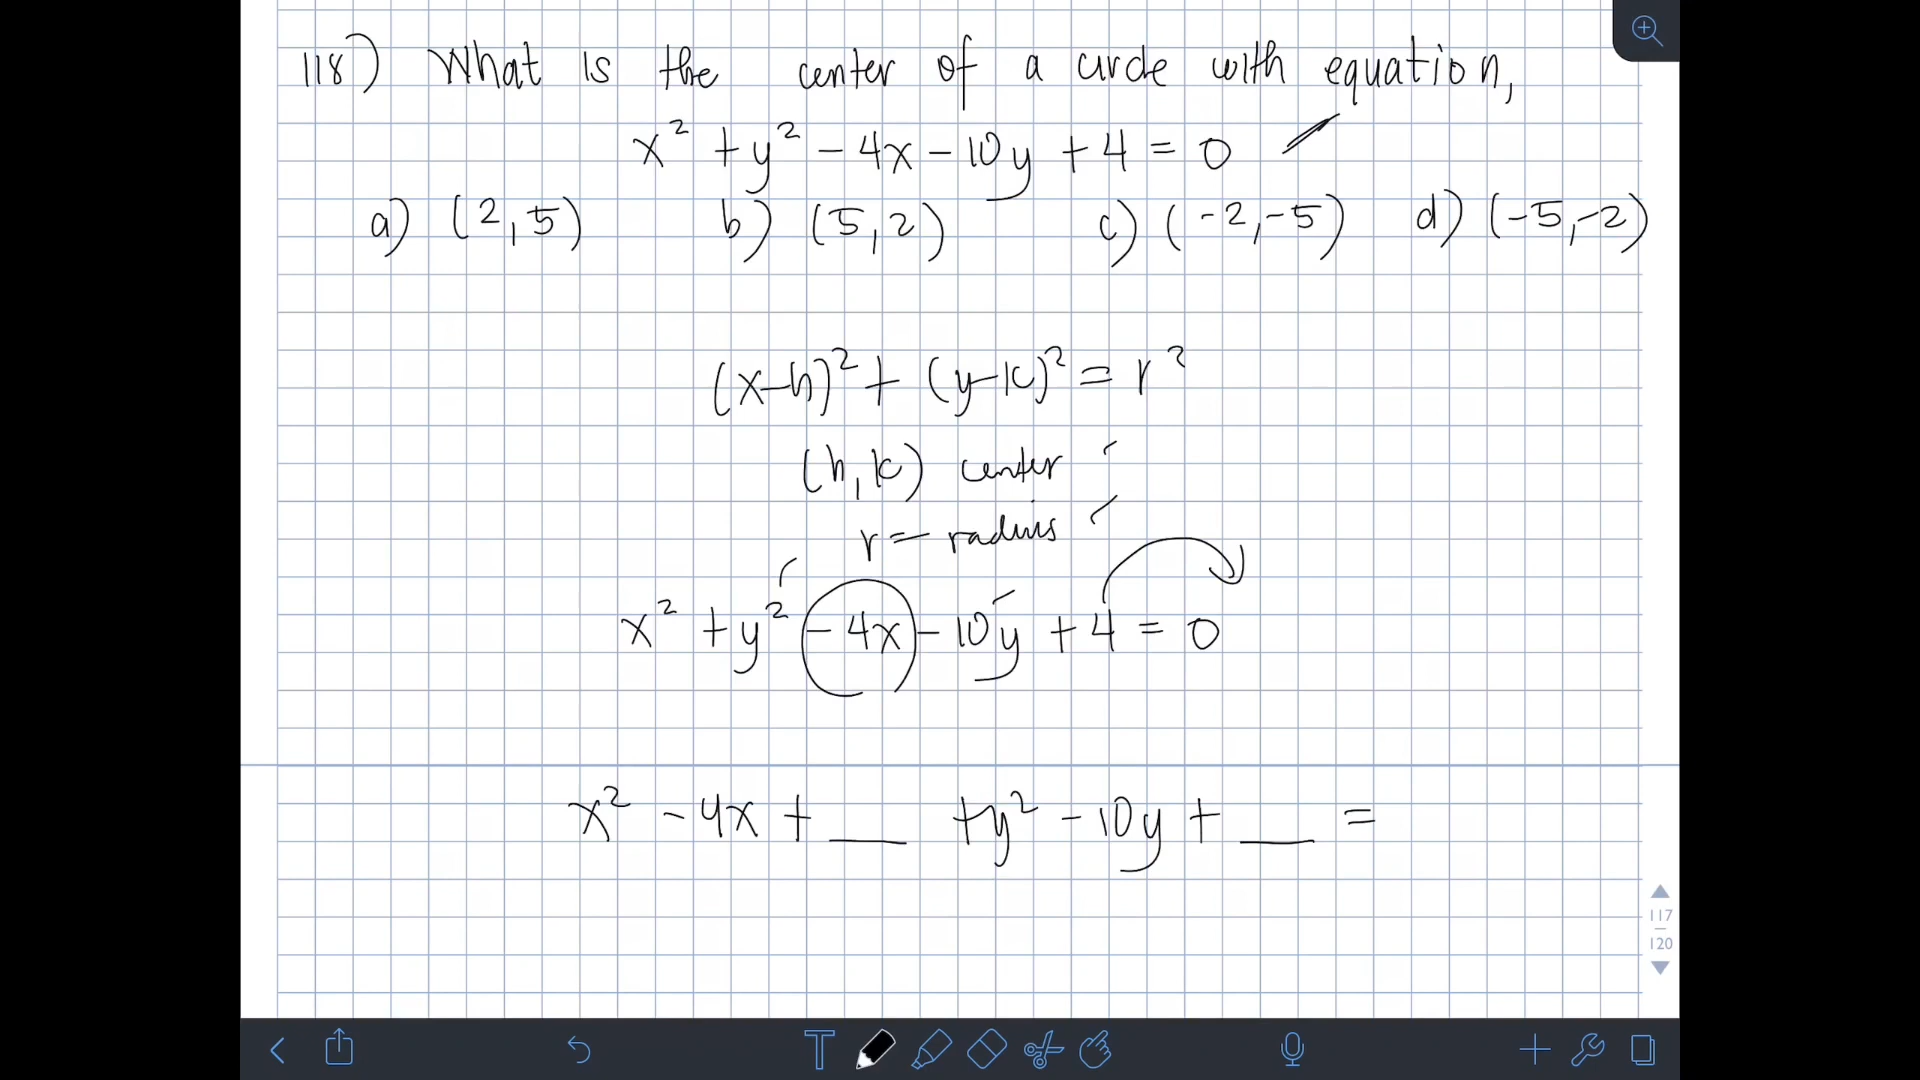 118) What is the center of a circle with equation,
x² + y² - 4x - 10y + 4 = 0
a) (2,5) b) (5,2) c) (-2,-5) d) (-5,-2)
(x-h)² + (y-k)² = r²
(h,k) center
r = radius
x² + y² - 4x - 10y + 4 = 0
x² - 4x + ___ + y² - 10y + ___ =
117
120
T